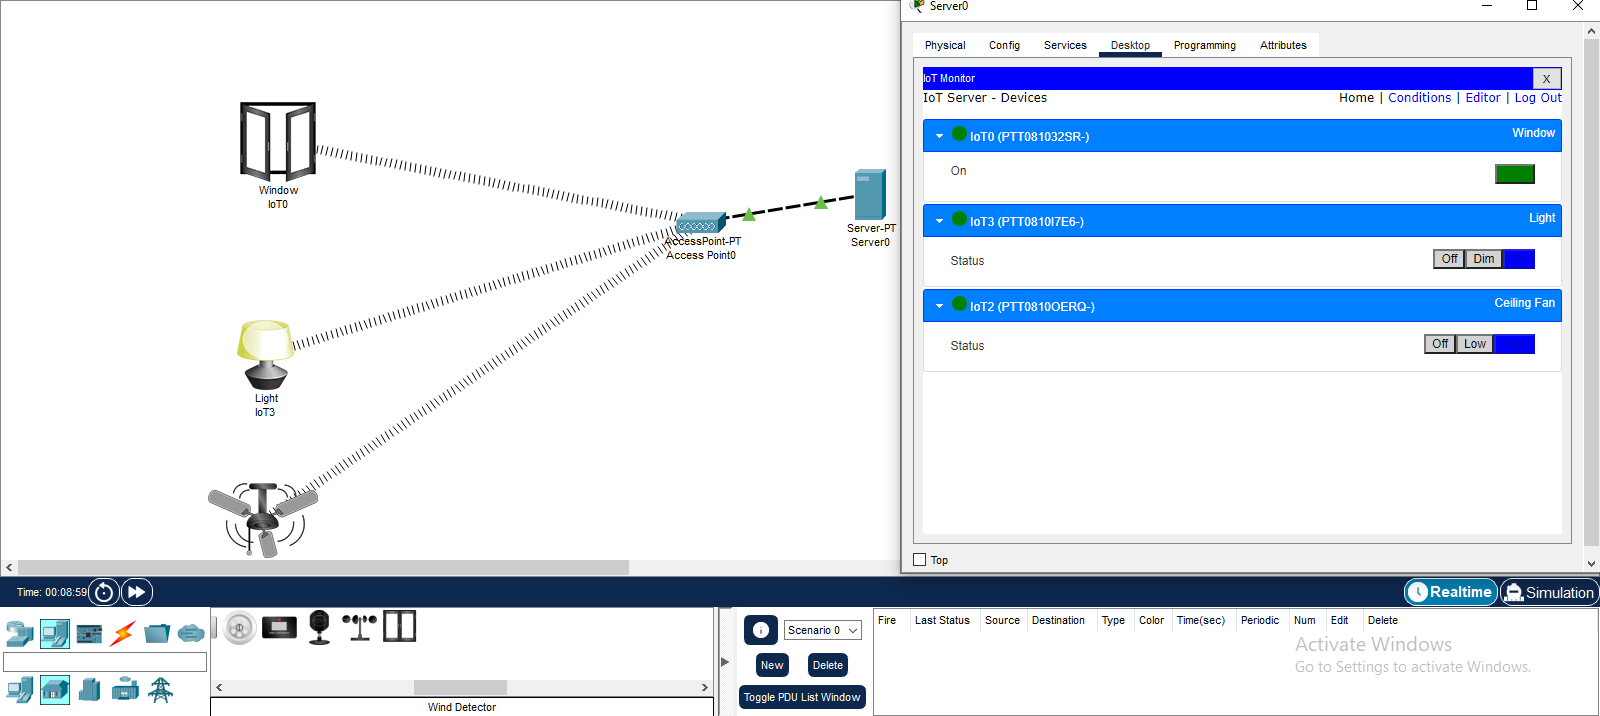 Server0
Physical Config Services Desktop Programming Attributes
IoT Monitor X
IoT Server - Devices Home | Conditions | Editor | Log Out
IoT0 (PTT081032SR-) Window
On
IoT3 (PTT0810I7E6-) Light
Status Off Dim
IoT2 (PTT0810OERQ-) Ceiling Fan
Status Off Low
Top
Window
IoT0
AccessPoint-PT
Access Point0
Server-PT
Server0
Light
IoT3
Time: 00:08:59 Realtime Simulation
Scenario 0
New Delete
Toggle PDU List Window
Wind Detector
Fire Last Status Source Destination Type Color Time(sec) Periodic Num Edit Delete
Activate Windows
Go to Settings to activate Windows.